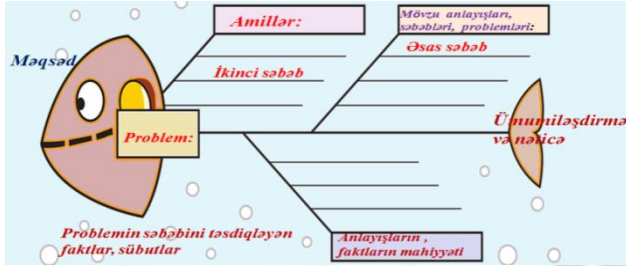 Amillər:
Mövzu anlayışları,
səbəbləri, problemləri:
Məqsəd
Əsas səbəb
İkinci səbəb
Problem:
Ümumiləşdirmə
və nəticə
Problemin səbəbini təsdiqləyən
faktlar, sübutlar
Anlayışların ,
faktların mahiyyəti